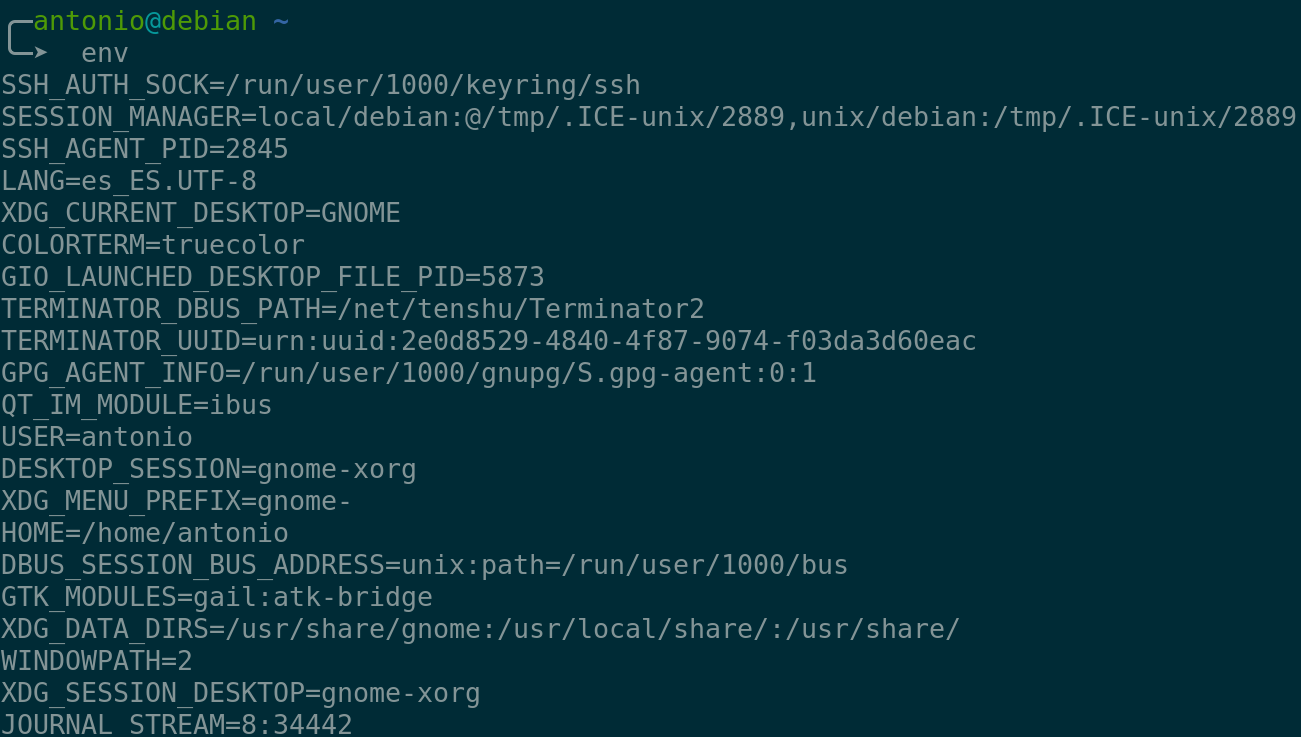 antonio@debian ~
➤  env
SSH_AUTH_SOCK=/run/user/1000/keyring/ssh
SESSION_MANAGER=local/debian:@/tmp/.ICE-unix/2889,unix/debian:/tmp/.ICE-unix/2889
SSH_AGENT_PID=2845
LANG=es_ES.UTF-8
XDG_CURRENT_DESKTOP=GNOME
COLORTERM=truecolor
GIO_LAUNCHED_DESKTOP_FILE_PID=5873
TERMINATOR_DBUS_PATH=/net/tenshu/Terminator2
TERMINATOR_UUID=urn:uuid:2e0d8529-4840-4f87-9074-f03da3d60eac
GPG_AGENT_INFO=/run/user/1000/gnupg/S.gpg-agent:0:1
QT_IM_MODULE=ibus
USER=antonio
DESKTOP_SESSION=gnome-xorg
XDG_MENU_PREFIX=gnome-
HOME=/home/antonio
DBUS_SESSION_BUS_ADDRESS=unix:path=/run/user/1000/bus
GTK_MODULES=gail:atk-bridge
XDG_DATA_DIRS=/usr/share/gnome:/usr/local/share/:/usr/share/
WINDOWPATH=2
XDG_SESSION_DESKTOP=gnome-xorg
JOURNAL_STREAM=8:34442